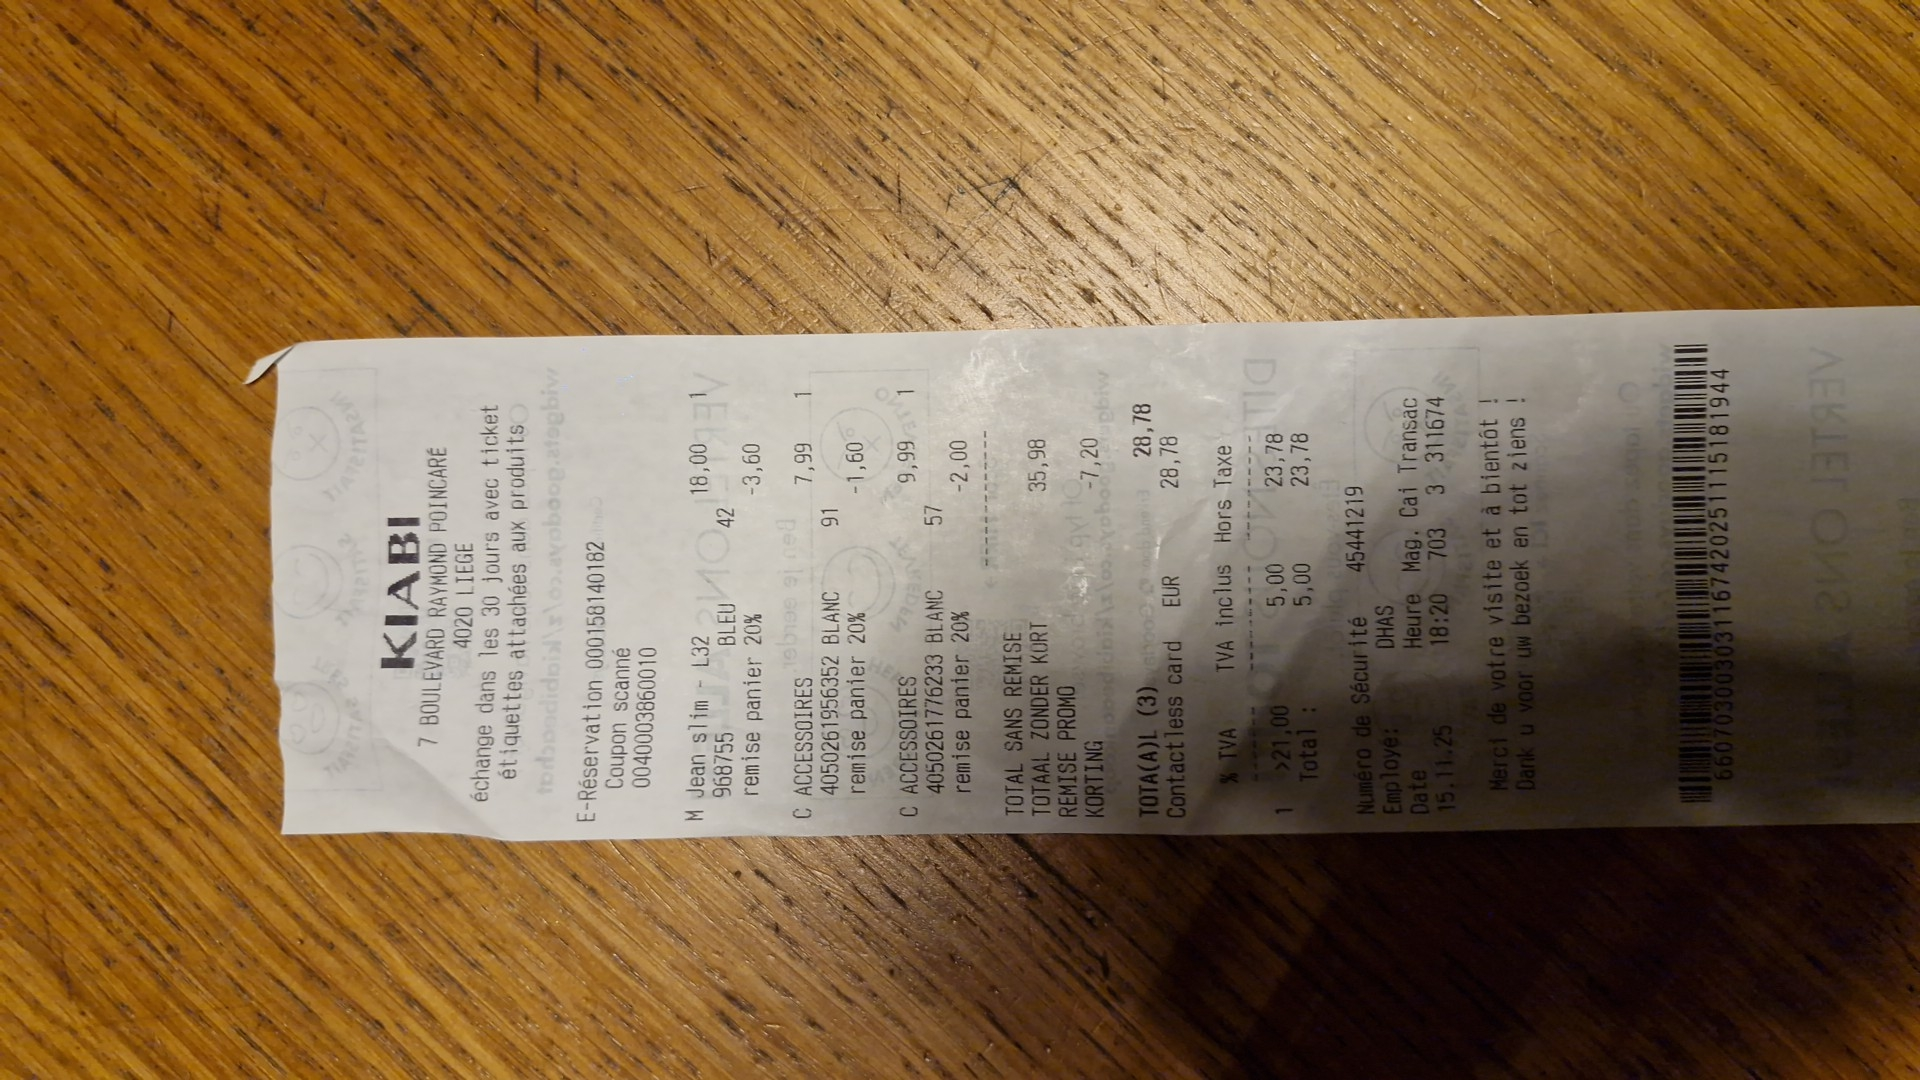 KIABI
7 BOULEVARD RAYMOND POINCARÉ
4020 LIEGE
échange dans les 30 jours avec ticket
étiquettes attachées aux produits
E-Réservation 000158140182
Coupon scanné
0040003860010
M Jean slim - L32
968755 BLEU 42 18,00 1
remise panier 20% -3,60
C ACCESSOIRES 7,99 1
4050261956352 BLANC 91
remise panier 20% -1,60
C ACCESSOIRES 9,99 1
4050261776233 BLANC 57
remise panier 20% -2,00
------------
TOTAL SANS REMISE
TOTAAL ZONDER KORT 35,98
REMISE PROMO
KORTING -7,20
TOTA(A)L (3) 28,78
Contactless card EUR 28,78
% TVA TVA inclus Hors Taxe
1 >21,00 5,00 23,78
Total : 5,00 23,78
Numéro de Sécurité 45441219
Employé: DHAS
Date Heure Mag. Cai Transac
15.11.25 18:20 703 3 311674
Merci de votre visite et à bientôt !
Dank u voor uw bezoek en tot ziens !
6607030030311674202511151819​44